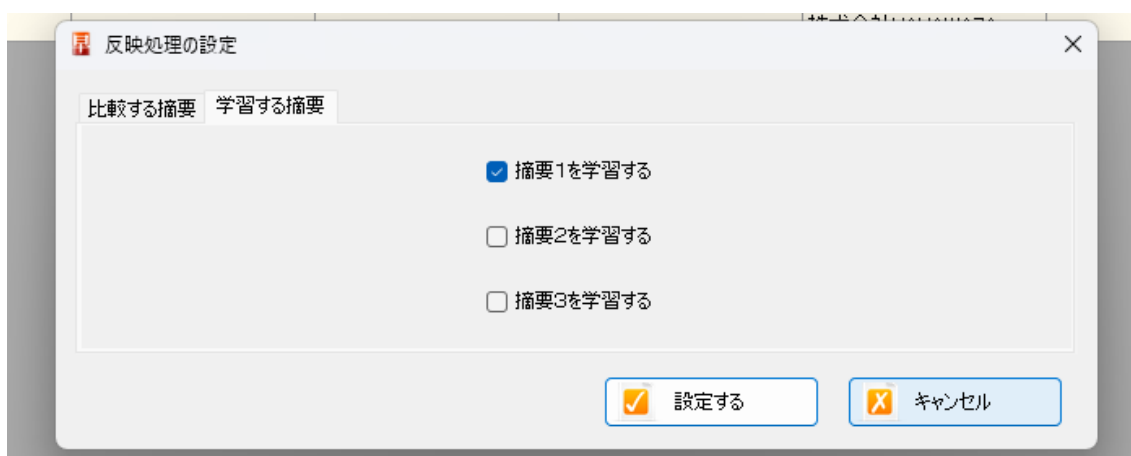 反映処理の設定
比較する摘要 学習する摘要
摘要1を学習する
摘要2を学習する
摘要3を学習する
設定する キャンセル